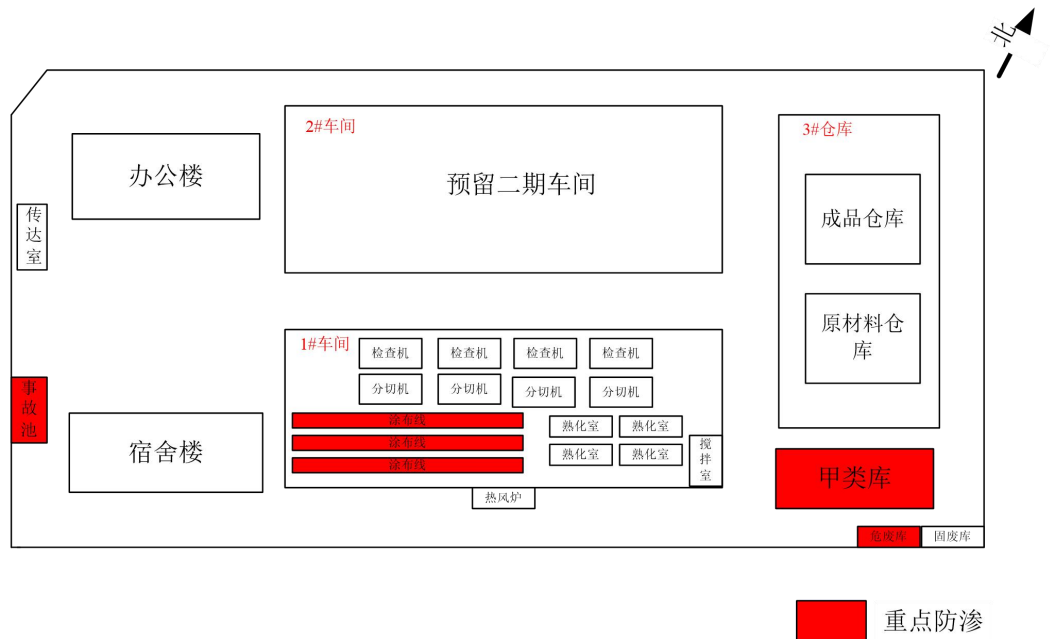 北
2#车间
3#仓库
办公楼
预留二期车间
成品仓库
传
达
室
原材料仓
库
1#车间
检查机
检查机
检查机
检查机
分切机
分切机
分切机
分切机
事
故
池
涂布线
涂布线
涂布线
熟化室
熟化室
熟化室
熟化室
搅
拌
室
宿舍楼
热风炉
甲类库
危废库
固废库
重点防渗